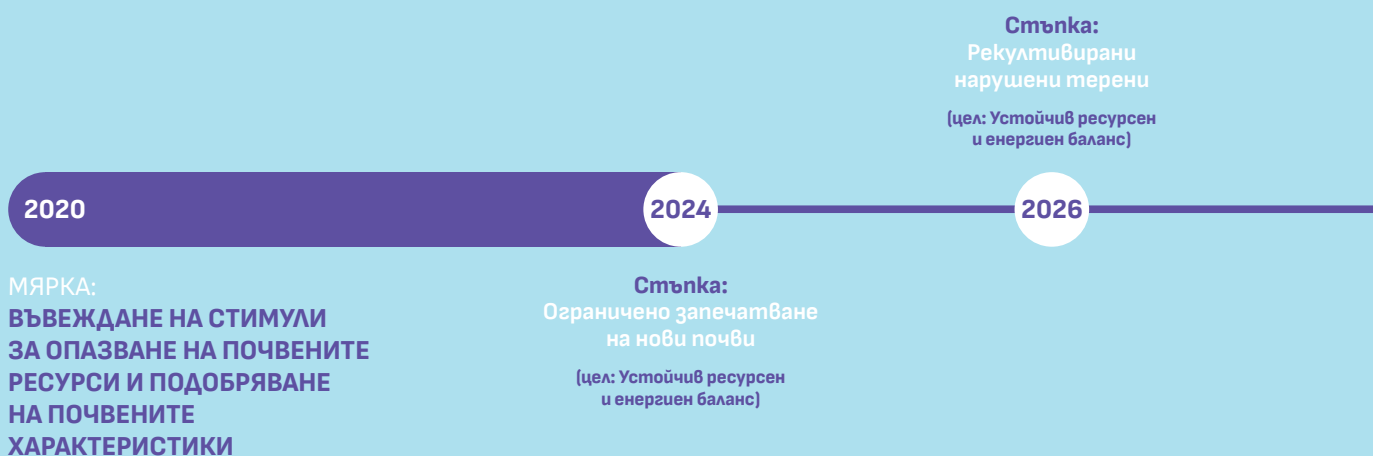 Стъпка:
Рекултивирани
нарушени терени
(цел: Устойчив ресурсен
и енергиен баланс)
2020
2024
2026
МЯРКА:
ВЪВЕЖДАНЕ НА СТИМУЛИ
ЗА ОПАЗВАНЕ НА ПОЧВЕНИТЕ
РЕСУРСИ И ПОДОБРЯВАНЕ
НА ПОЧВЕНИТЕ
ХАРАКТЕРИСТИКИ
Стъпка:
Ограничено запечатване
на нови почви
(цел: Устойчив ресурсен
и енергиен баланс)